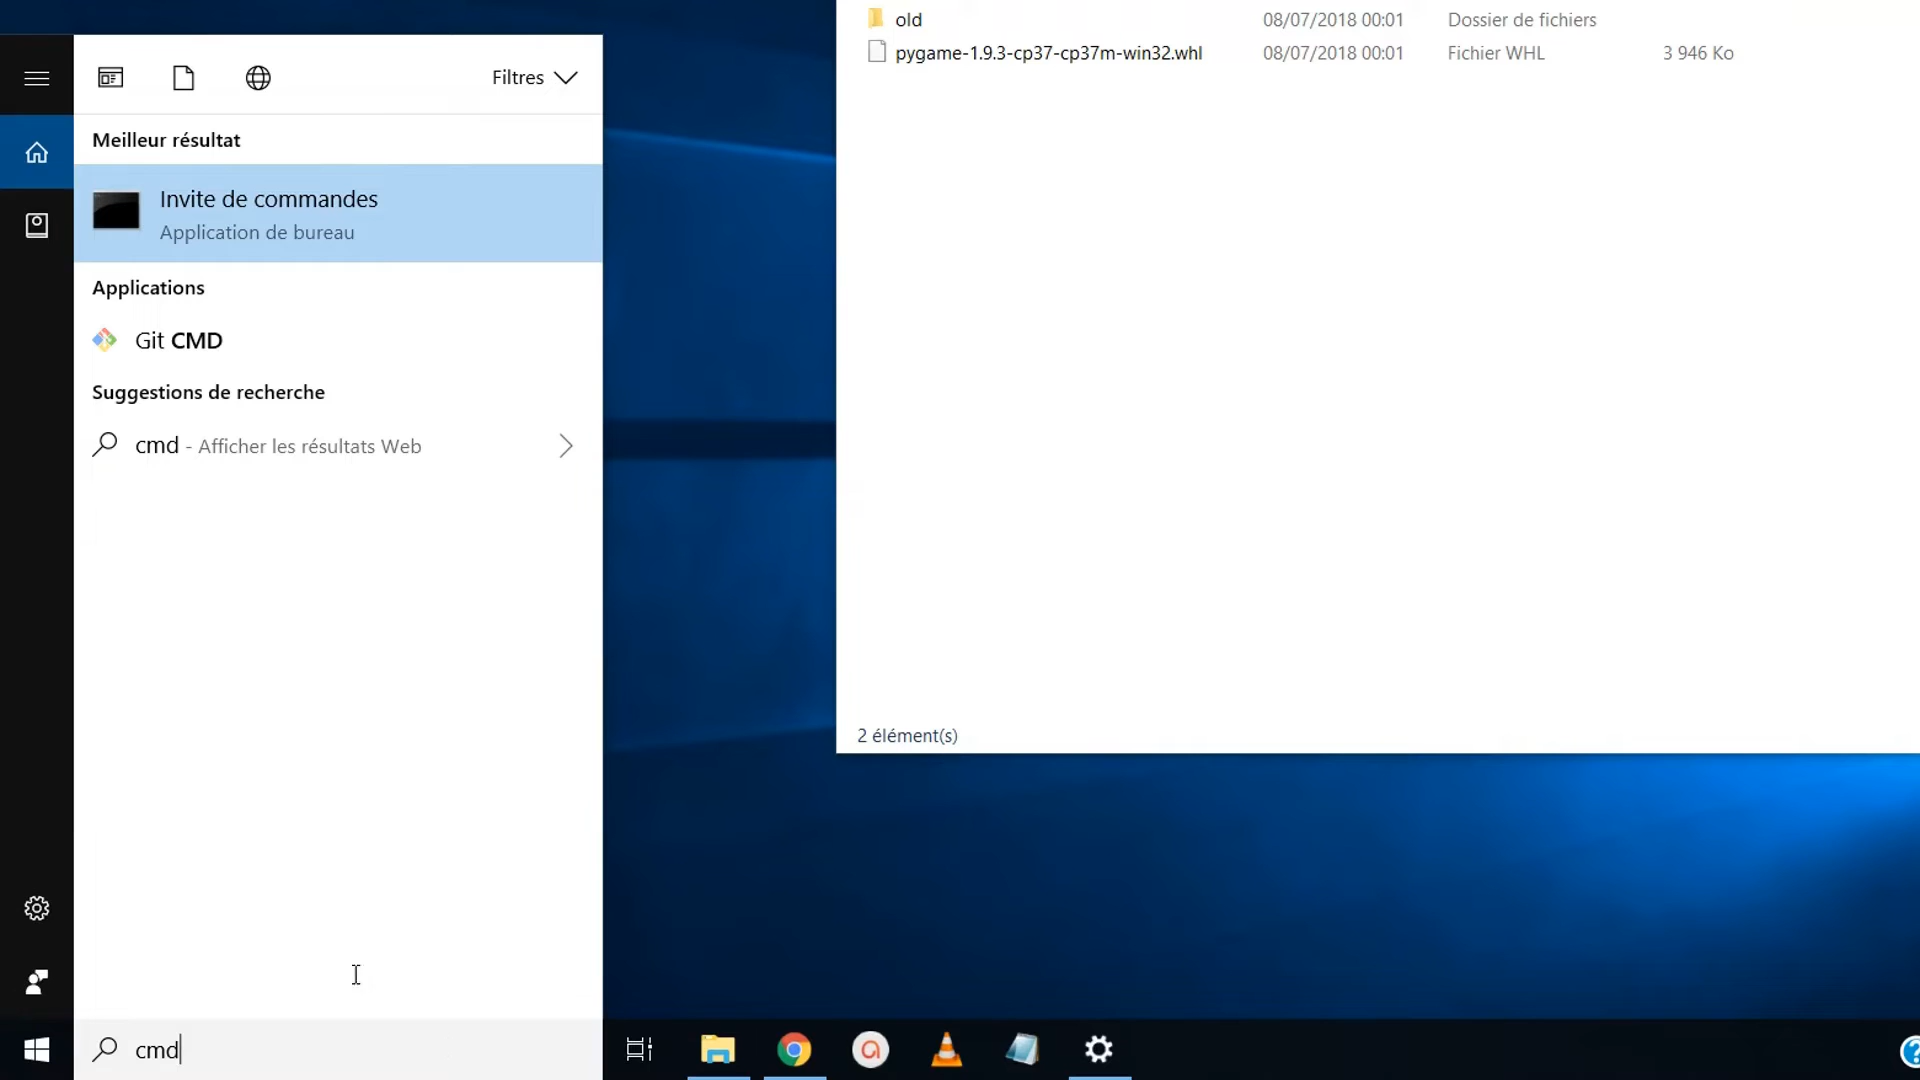 old 08/07/2018 00:01 Dossier de fichiers
pygame-1.9.3-cp37-cp37m-win32.whl 08/07/2018 00:01 Fichier WHL 3 946 Ko
Filtres
Meilleur résultat
Invite de commandes
Application de bureau
Applications
Git CMD
Suggestions de recherche
cmd - Afficher les résultats Web
2 élément(s)
cmd